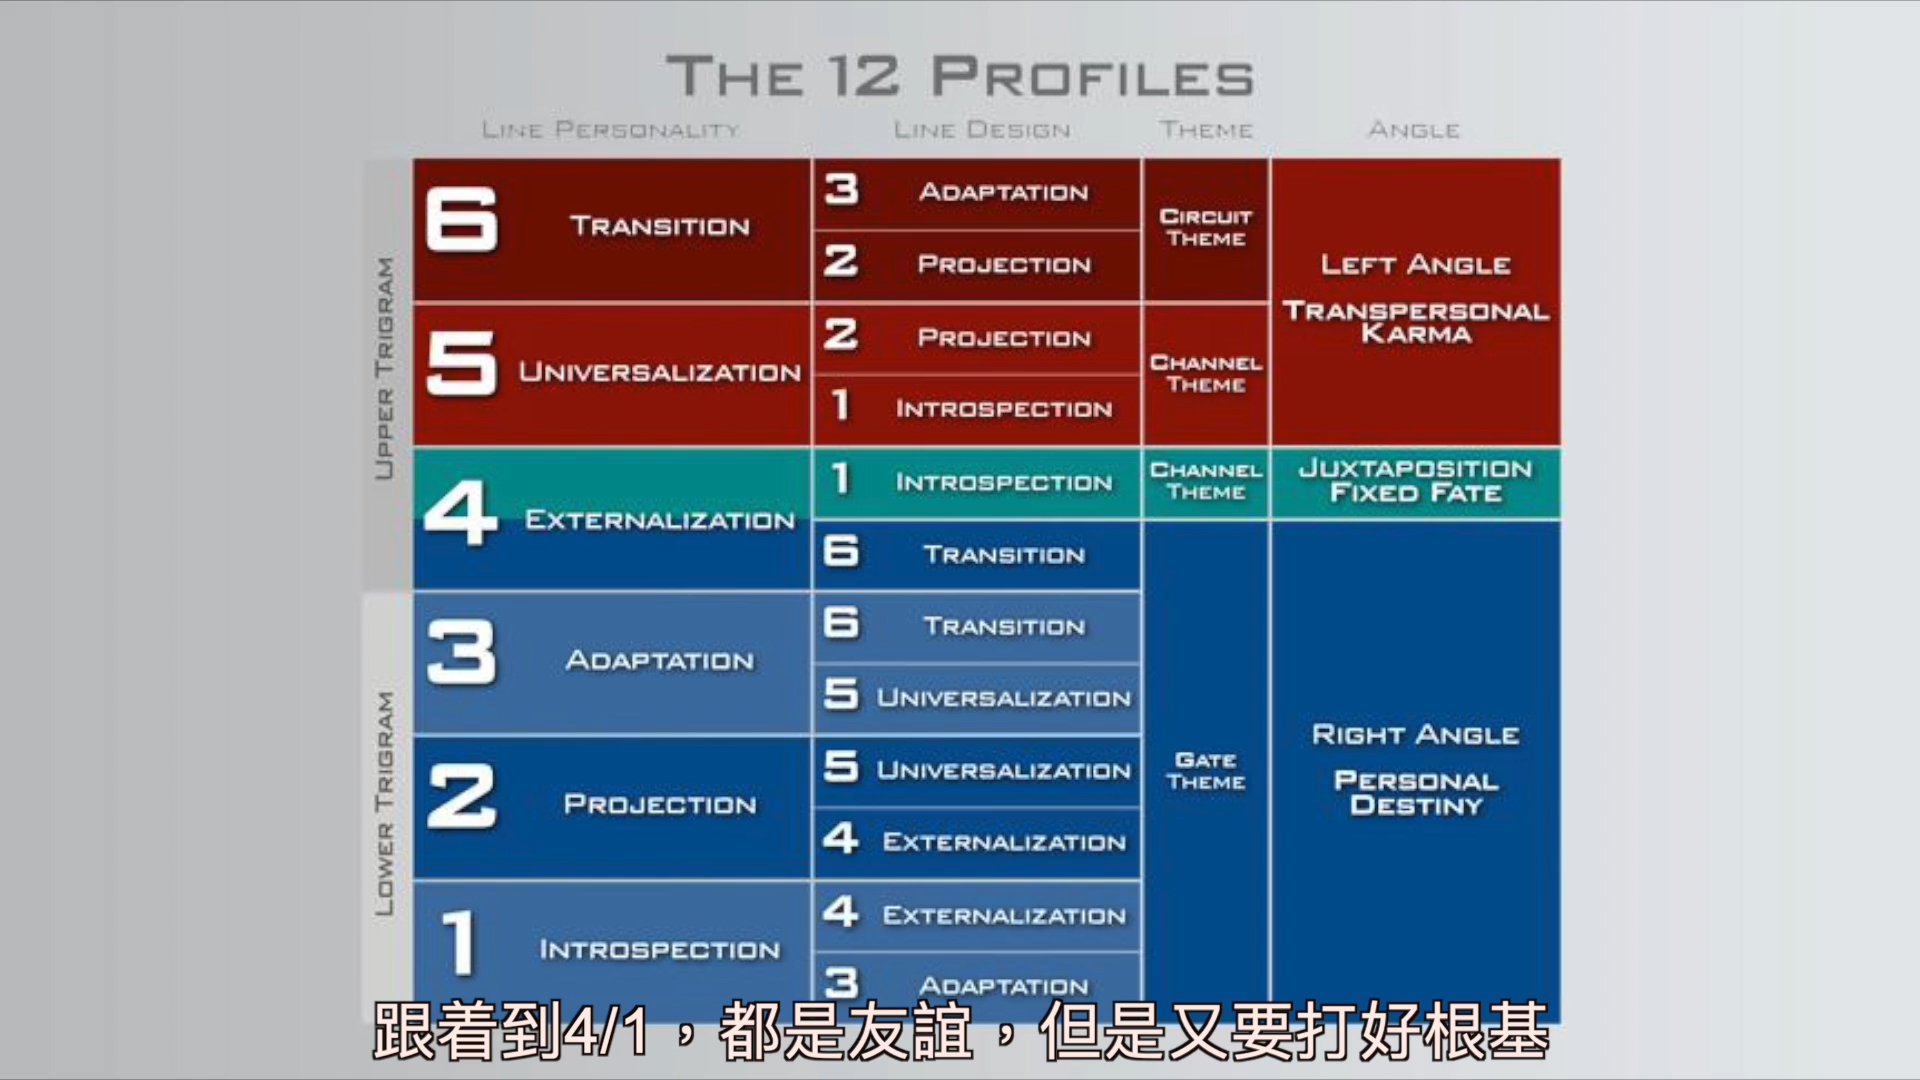 THE 12 PROFILES
LINE PERSONALITY LINE DESIGN THEME ANGLE
UPPER TRIGRAM
LOWER TRIGRAM
6 TRANSITION
3 ADAPTATION
2 PROJECTION
CIRCUIT
THEME
LEFT ANGLE
TRANSPERSONAL
KARMA
5 UNIVERSALIZATION
2 PROJECTION
1 INTROSPECTION
CHANNEL
THEME
4 EXTERNALIZATION
1 INTROSPECTION
CHANNEL
THEME
JUXTAPOSITION
FIXED FATE
6 TRANSITION
3 ADAPTATION
6 TRANSITION
5 UNIVERSALIZATION
GATE
THEME
RIGHT ANGLE
PERSONAL
DESTINY
2 PROJECTION
5 UNIVERSALIZATION
4 EXTERNALIZATION
1 INTROSPECTION
4 EXTERNALIZATION
3 ADAPTATION
跟着到4/1，都是友誼，但是又要打好根基